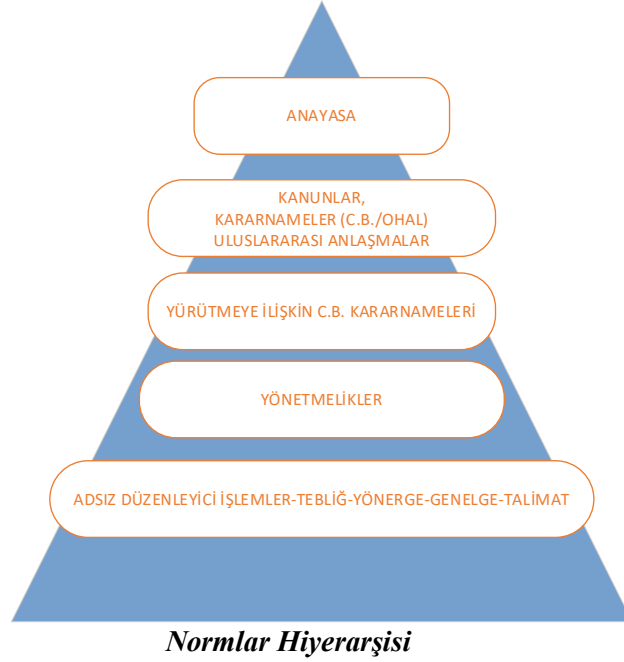 ANAYASA
KANUNLAR,
KARARNAMELER (C.B./OHAL)
ULUSLARARASI ANLAŞMALAR
YÜRÜTMEYE İLİŞKİN C.B. KARARNAMELERİ
YÖNETMELİKLER
ADSIZ DÜZENLEYİCİ İŞLEMLER-TEBLİĞ-YÖNERGE-GENELGE-TALİMAT
Normlar Hiyerarşisi